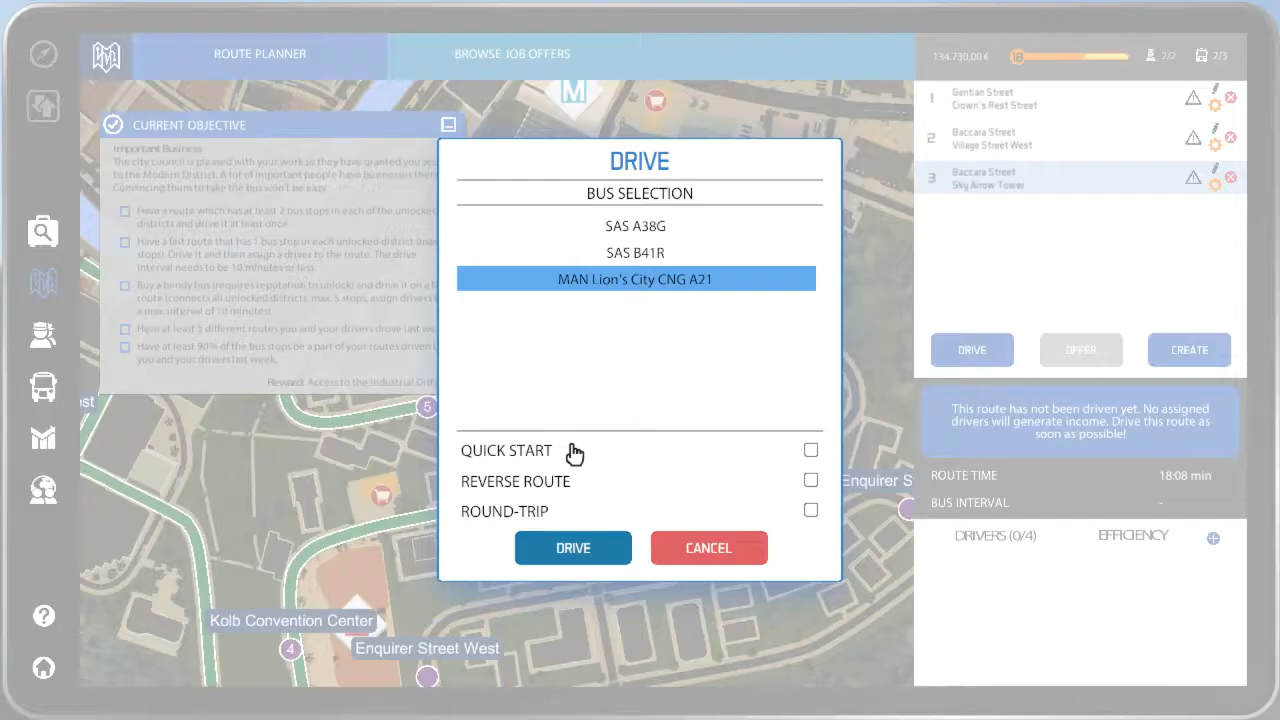 ROUTE PLANNER
BROWSE JOB OFFERS
134.730,00 €
18
2/2
2/3
M
CURRENT OBJECTIVE
Important Business
The city council is pleased with your work so they have granted you acc
to the Modern District. A lot of important people have businesses there
Convincing them to take the bus won't be easy.
Have a route which has at least 2 bus stops in each of the unlocked
districts and drive it at least once.
Have a fast route that has 1 bus stop in each unlocked district (max
stops). Drive it and then assign a driver to the route. The drive
interval needs to be 10 minutes or less.
Buy a bendy bus (requires reputation to unlock) and drive it on a f
route (connects all unlocked districts, max. 5 stops, assign drivers
a max. interval of 10 minutes)
Have at least 5 different routes you and your drivers drove last we
Have at least 90% of the bus stops be a part of your routes driven
you and your drivers last week.
Reward: Access to the Industrial Distr
DRIVE
BUS SELECTION
SAS A38G
SAS B41R
MAN Lion's City CNG A21
QUICK START
REVERSE ROUTE
ROUND-TRIP
DRIVE
CANCEL
1
Gentian Street
Crown's Rest Street
2
Baccara Street
Village Street West
3
Baccara Street
Sky Arrow Tower
DRIVE
OFFER
CREATE
This route has not been driven yet. No assigned
drivers will generate income. Drive this route as
soon as possible!
ROUTE TIME
18:08 min
BUS INTERVAL
-
DRIVERS (0/4)
EFFICIENCY
est
5
Enquirer S
Kolb Convention Center
4
Enquirer Street West
?